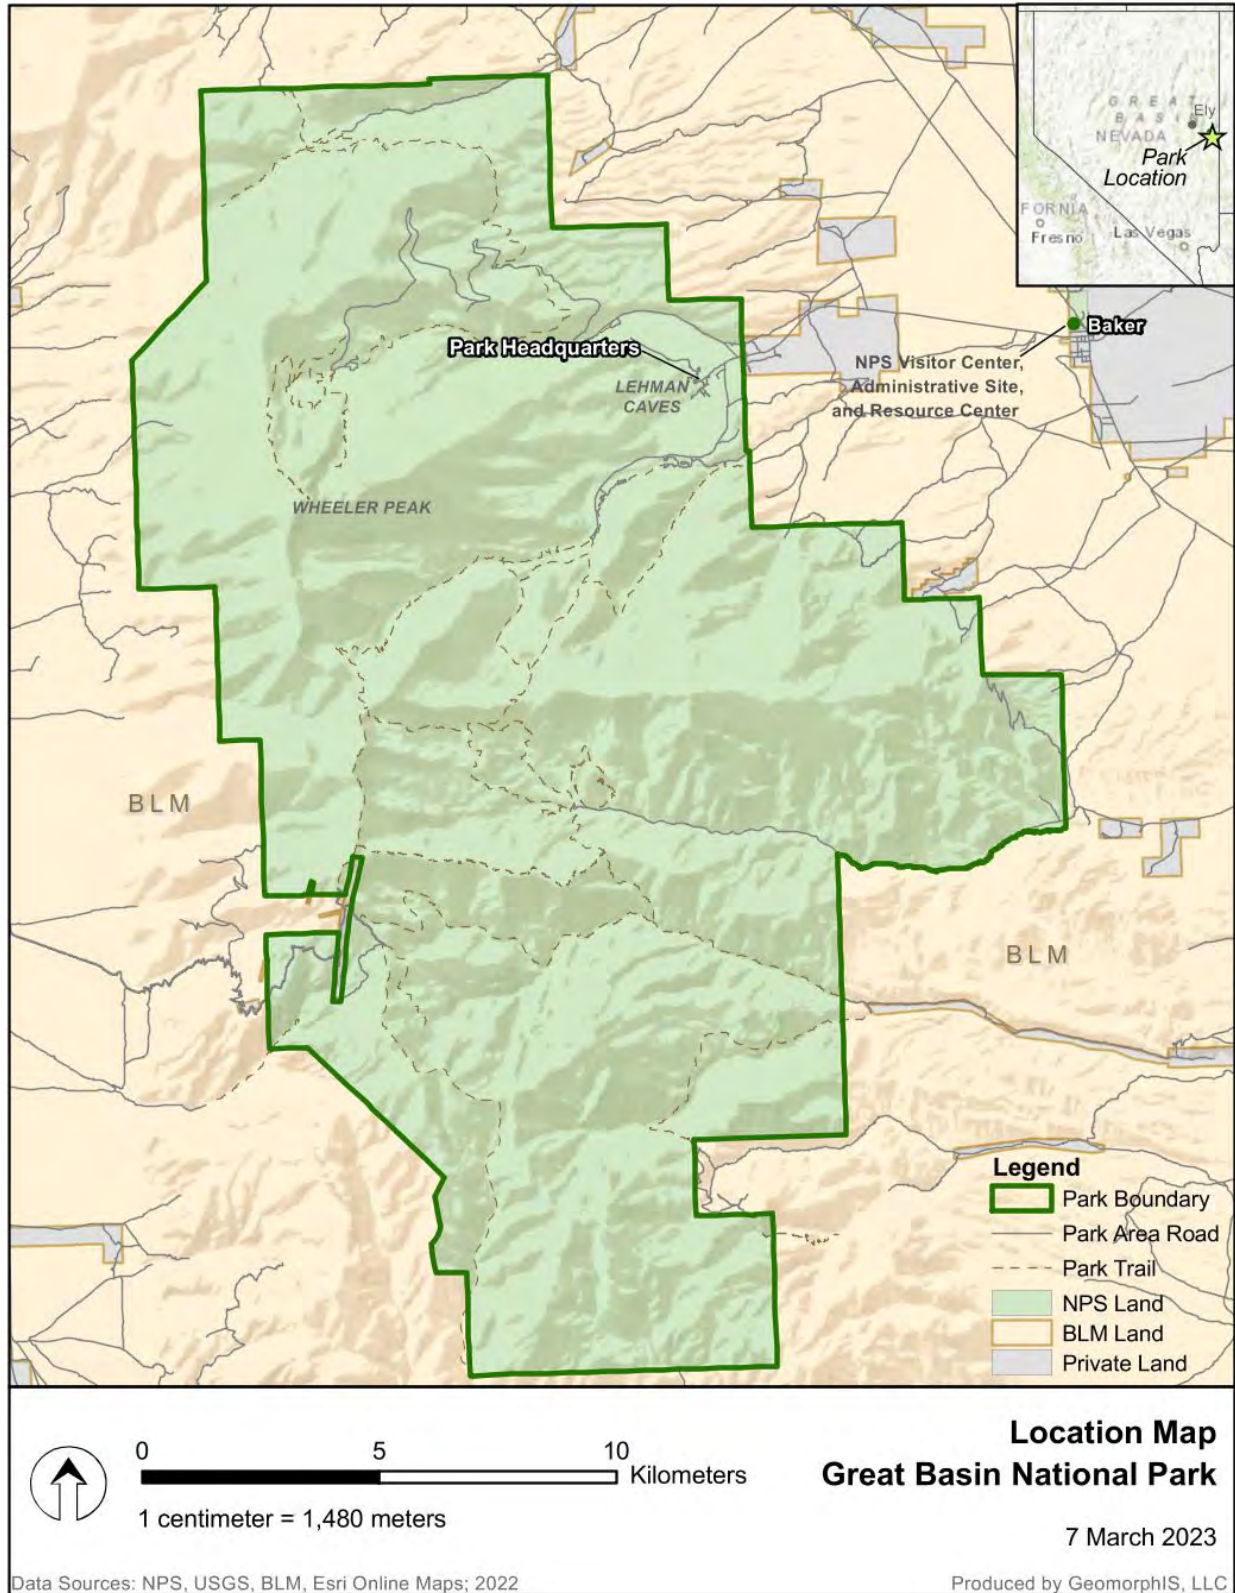 GREAT
BASIN
Ely
NEVADA
Park
Location
FORNIA
Fresno
Las Vegas
Baker
Park Headquarters
NPS Visitor Center,
Administrative Site,
and Resource Center
LEHMAN
CAVES
WHEELER PEAK
BLM
BLM
Legend
Park Boundary
Park Area Road
Park Trail
NPS Land
BLM Land
Private Land
0 5 10
Kilometers
1 centimeter = 1,480 meters
Location Map
Great Basin National Park
7 March 2023
Data Sources: NPS, USGS, BLM, Esri Online Maps; 2022
Produced by GeomorphIS, LLC